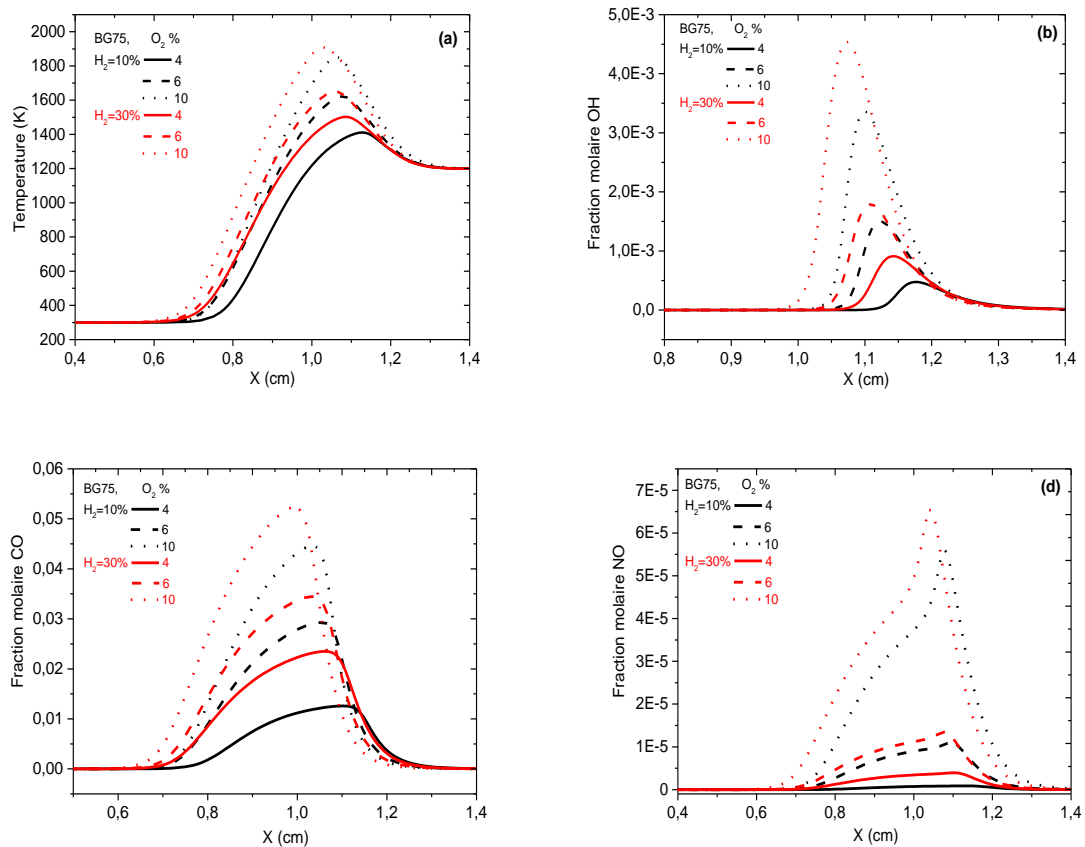 (a)
BG75, O2 %
H2=10% 4
6
10
H2=30% 4
6
10
Temperature (K)
2000
1800
1600
1400
1200
1000
800
600
400
200
0,4 0,6 0,8 1,0 1,2 1,4
X (cm)
(b)
BG75, O2 %
H2=10% 4
6
10
H2=30% 4
6
10
Fraction molaire OH
5,0E-3
4,0E-3
3,0E-3
2,0E-3
1,0E-3
0,0
0,8 0,9 1,0 1,1 1,2 1,3 1,4
X (cm)
BG75, O2 %
H2=10% 4
6
10
H2=30% 4
6
10
Fraction molaire CO
0,06
0,05
0,04
0,03
0,02
0,01
0,00
0,6 0,8 1,0 1,2 1,4
X (cm)
(d)
BG75, O2 %
H2=10% 4
6
10
H2=30% 4
6
10
Fraction molaire NO
7E-5
6E-5
5E-5
4E-5
3E-5
2E-5
1E-5
0
0,4 0,6 0,8 1,0 1,2 1,4
X (cm)